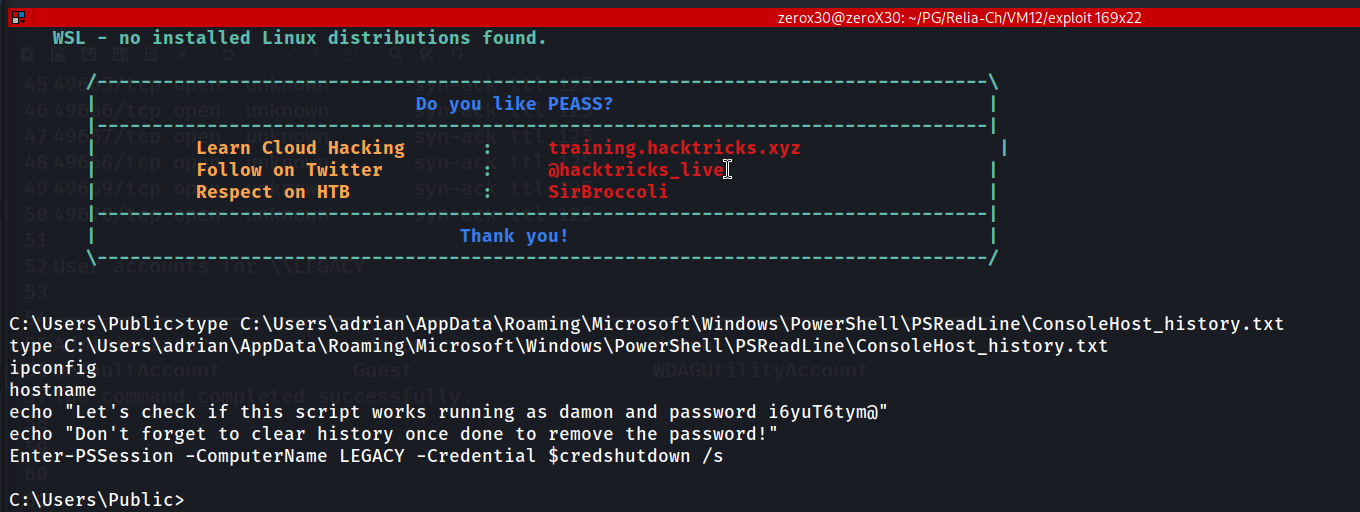 zerox30@zeroX30: ~/PG/Relia-Ch/VM12/exploit 169x22
WSL - no installed Linux distributions found.
/---------------------------------------------------------------------------------\
| Do you like PEASS? |
|---------------------------------------------------------------------------------|
| Learn Cloud Hacking : training.hacktricks.xyz |
| Follow on Twitter : @hacktricks_live |
| Respect on HTB : SirBroccoli |
|---------------------------------------------------------------------------------|
| Thank you! |
\---------------------------------------------------------------------------------/
C:\Users\Public>type C:\Users\adrian\AppData\Roaming\Microsoft\Windows\PowerShell\PSReadLine\ConsoleHost_history.txt
type C:\Users\adrian\AppData\Roaming\Microsoft\Windows\PowerShell\PSReadLine\ConsoleHost_history.txt
ipconfig
hostname
echo "Let's check if this script works running as damon and password i6yuT6tym@"
echo "Don't forget to clear history once done to remove the password!"
Enter-PSSession -ComputerName LEGACY -Credential $credshutdown /s
C:\Users\Public>